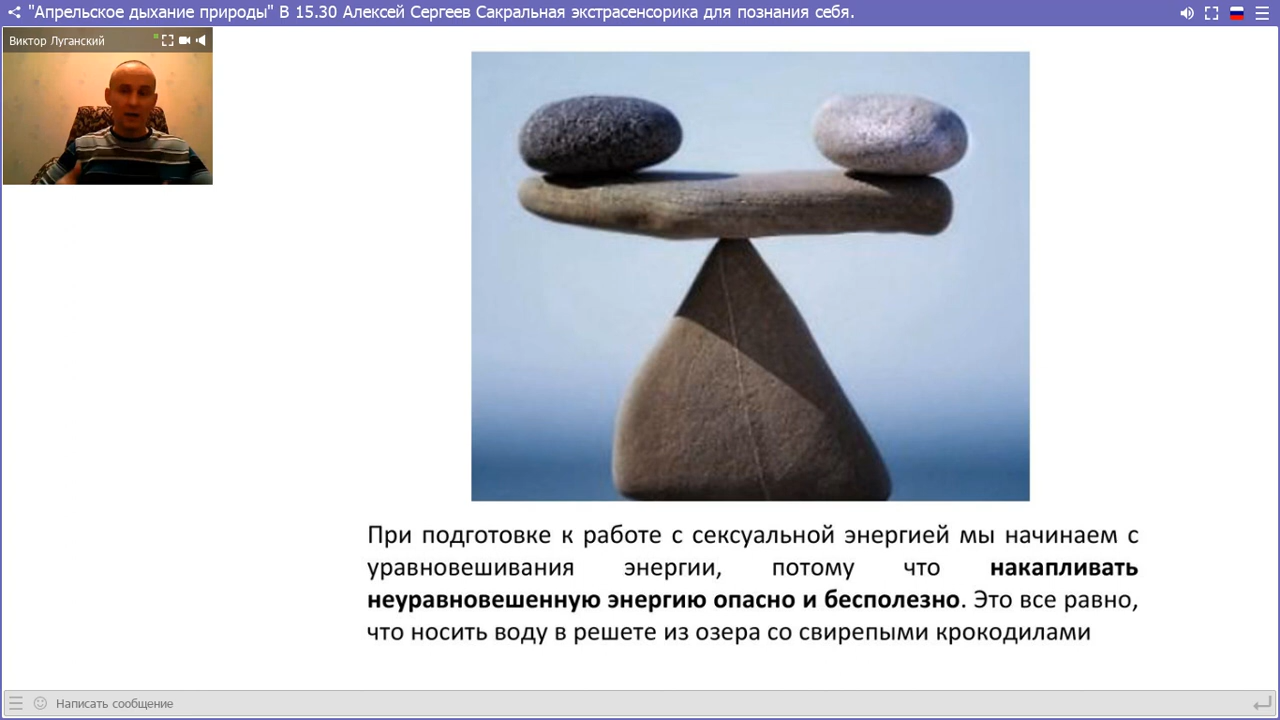 "Апрельское дыхание природы" В 15.30 Алексей Сергеев Сакральная экстрасенсорика для познания себя.
Виктор Луганский
При подготовке к работе с сексуальной энергией мы начинаем с
уравновешивания энергии, потому что накапливать
неуравновешенную энергию опасно и бесполезно. Это все равно,
что носить воду в решете из озера со свирепыми крокодилами
Написать сообщение